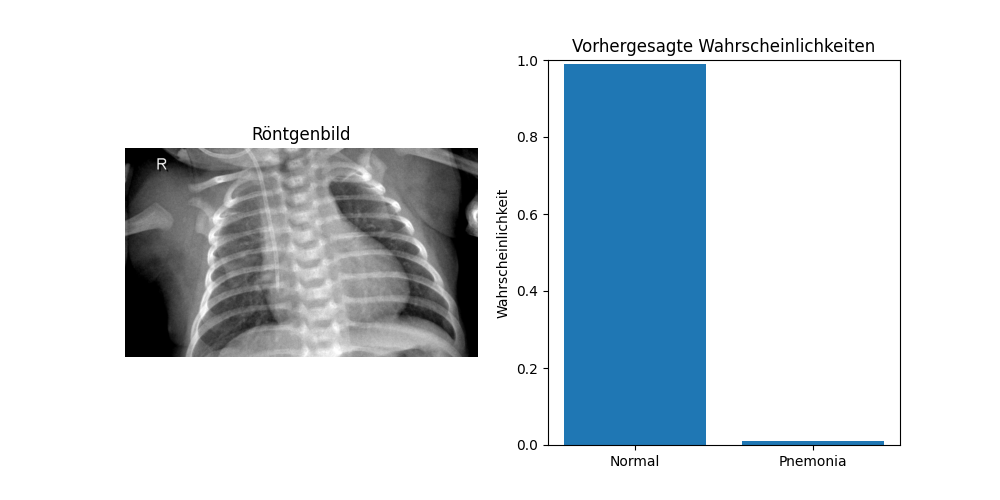 Röntgenbild
R
Vorhergesagte Wahrscheinlichkeiten
Wahrscheinlichkeit
1.0
0.8
0.6
0.4
0.2
0.0
Normal
Pnemonia